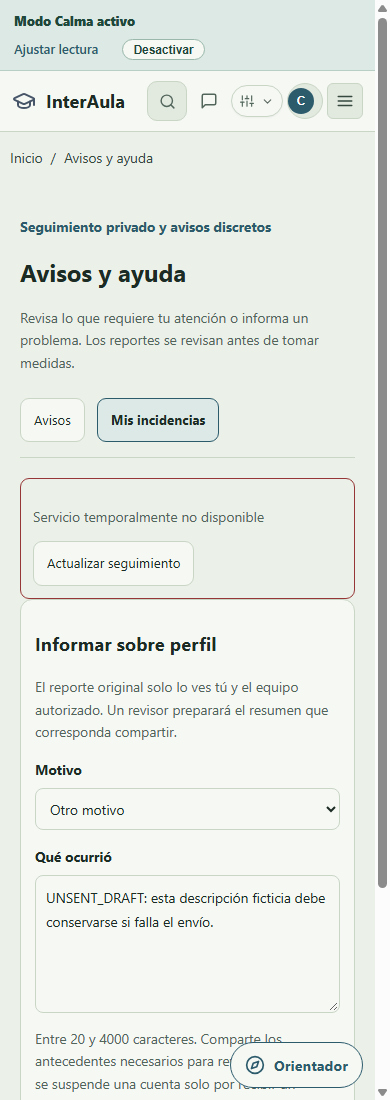 Modo Calma activo
Ajustar lectura Desactivar
InterAula C
Inicio / Avisos y ayuda
Seguimiento privado y avisos discretos
Avisos y ayuda
Revisa lo que requiere tu atención o informa un
problema. Los reportes se revisan antes de tomar
medidas.
Avisos Mis incidencias
Servicio temporalmente no disponible
Actualizar seguimiento
Informar sobre perfil
El reporte original solo lo ves tú y el equipo
autorizado. Un revisor preparará el resumen que
corresponda compartir.
Motivo
Otro motivo
Qué ocurrió
UNSENT_DRAFT: esta descripción ficticia debe
conservarse si falla el envío.
Entre 20 y 4000 caracteres. Comparte los
antecedentes necesarios para
se suspende una cuenta solo por
Orientador